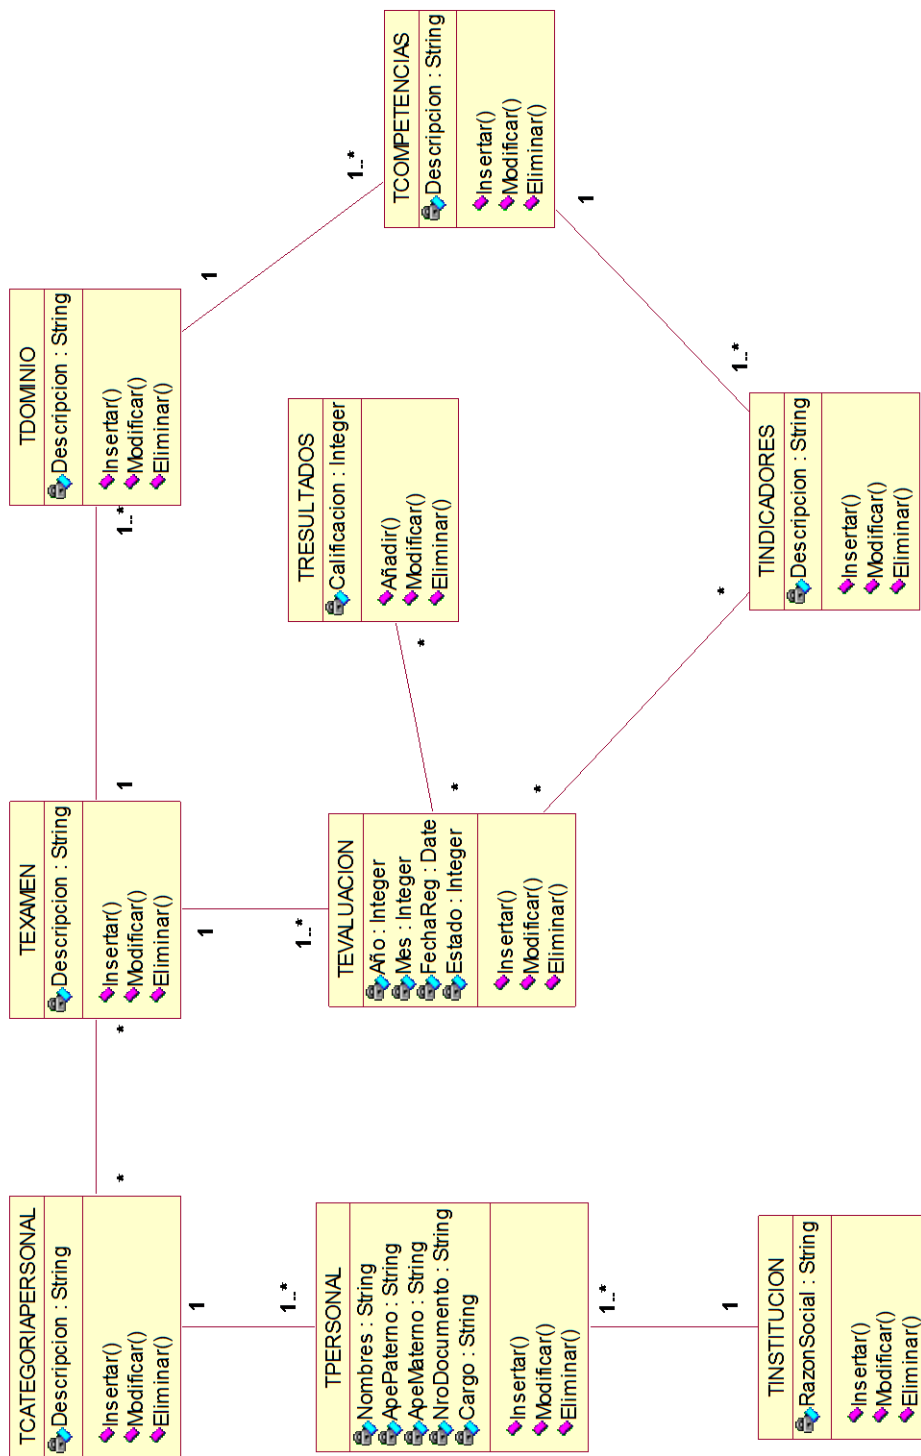 TCATEGORIAPERSONAL
Descripcion : String
Insertar()
Modificar()
Eliminar()
*
*
TEXAMEN
Descripcion : String
Insertar()
Modificar()
Eliminar()
1
1..*
TDOMINIO
Descripcion : String
Insertar()
Modificar()
Eliminar()
1
1..*
1
1..*
1
1..*
TPERSONAL
Nombres : String
ApePaterno : String
ApeMaterno : String
NroDocumento : String
Cargo : String
Insertar()
Modificar()
Eliminar()
TEVALUACION
Año : Integer
Mes : Integer
FechaReg : Date
Estado : Integer
Insertar()
Modificar()
Eliminar()
*
*
TRESULTADOS
Calificacion : Integer
Añadir()
Modificar()
Eliminar()
TCOMPETENCIAS
Descripcion : String
Insertar()
Modificar()
Eliminar()
*
*
1
1..*
1..*
1
TINSTITUCION
RazonSocial : String
Insertar()
Modificar()
Eliminar()
TINDICADORES
Descripcion : String
Insertar()
Modificar()
Eliminar()